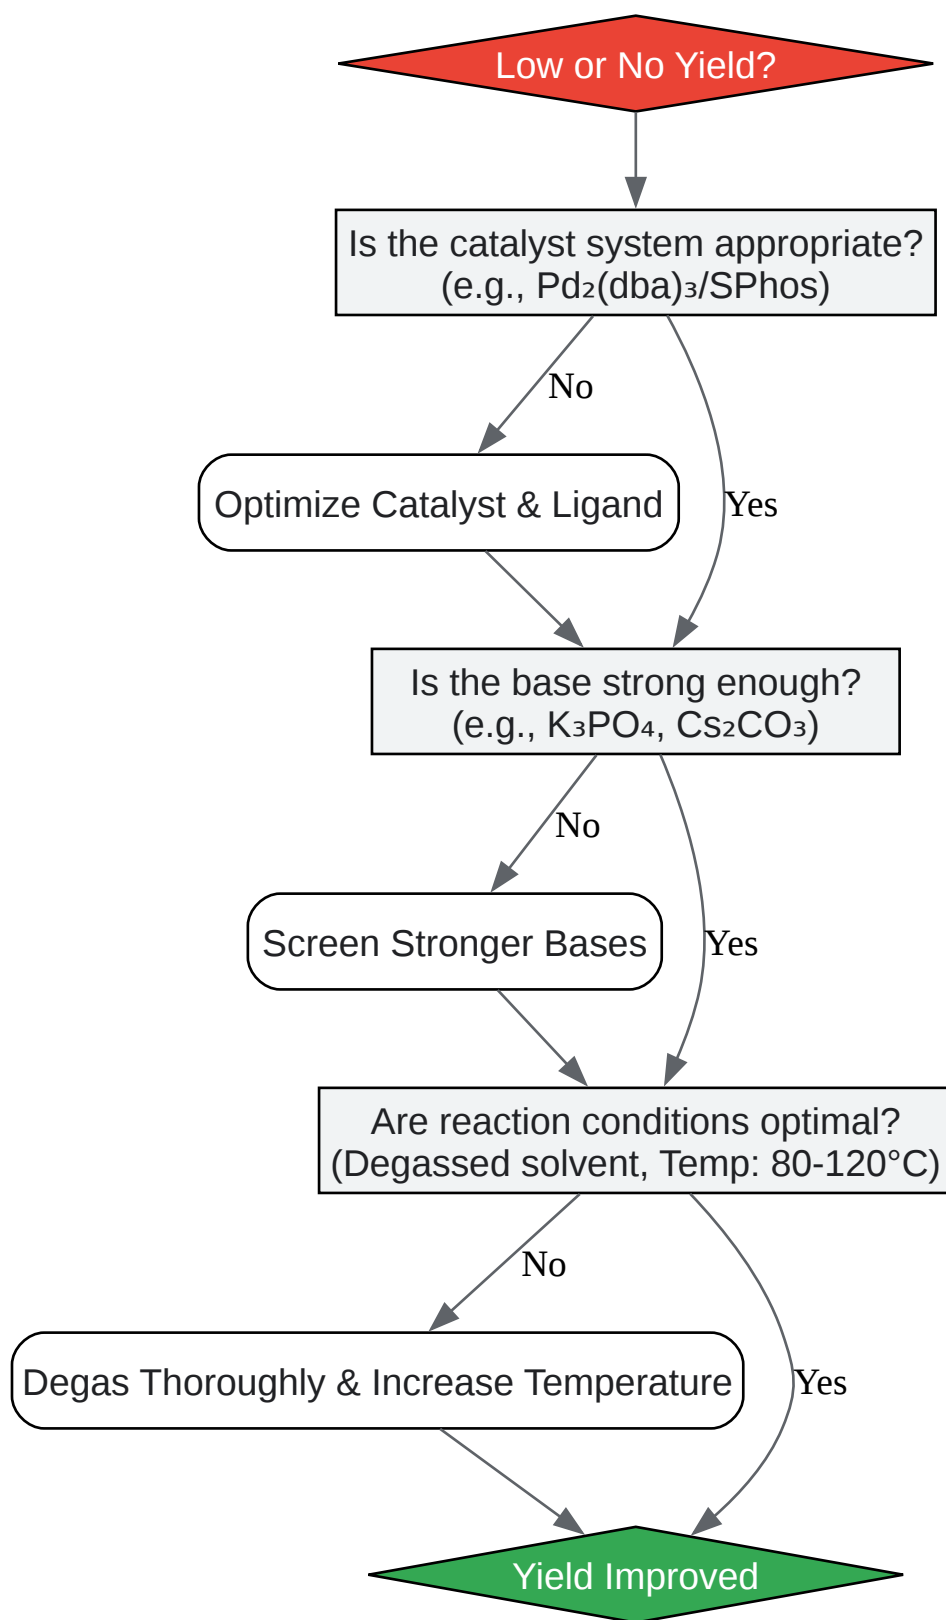 Low or No Yield?
Is the catalyst system appropriate?
(e.g., Pd₂(dba)₃/SPhos)
No
Optimize Catalyst & Ligand
Yes
Is the base strong enough?
(e.g., K₃PO₄, Cs₂CO₃)
No
Screen Stronger Bases
Yes
Are reaction conditions optimal?
(Degassed solvent, Temp: 80-120°C)
No
Degas Thoroughly & Increase Temperature
Yes
Yield Improved